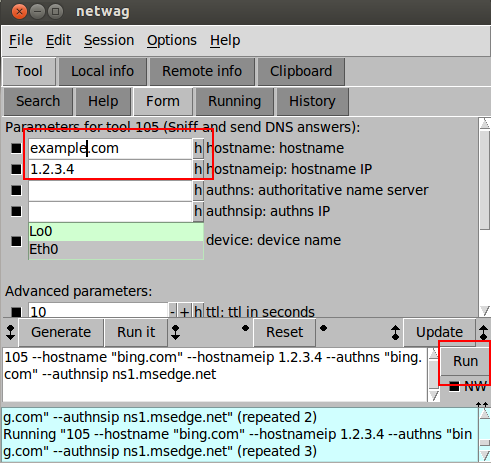 netwag
File Edit Session Options Help
Tool Local info Remote info Clipboard
Search Help Form Running History
Parameters for tool 105 (Sniff and send DNS answers):
example.com h hostname: hostname
1.2.3.4 h hostnameip: hostname IP
h authns: authoritative name server
h authnsip: authns IP
Lo0
device: device name
Eth0
Advanced parameters:
10 - + h ttl: ttl in seconds
Generate Run it Reset Update
105 --hostname "bing.com" --hostnameip 1.2.3.4 --authns "bing.
com" --authnsip ns1.msedge.net
Run
NW
g.com" --authnsip ns1.msedge.net" (repeated 2)
Running "105 --hostname "bing.com" --hostnameip 1.2.3.4 --authns "bin
g.com" --authnsip ns1.msedge.net" (repeated 3)